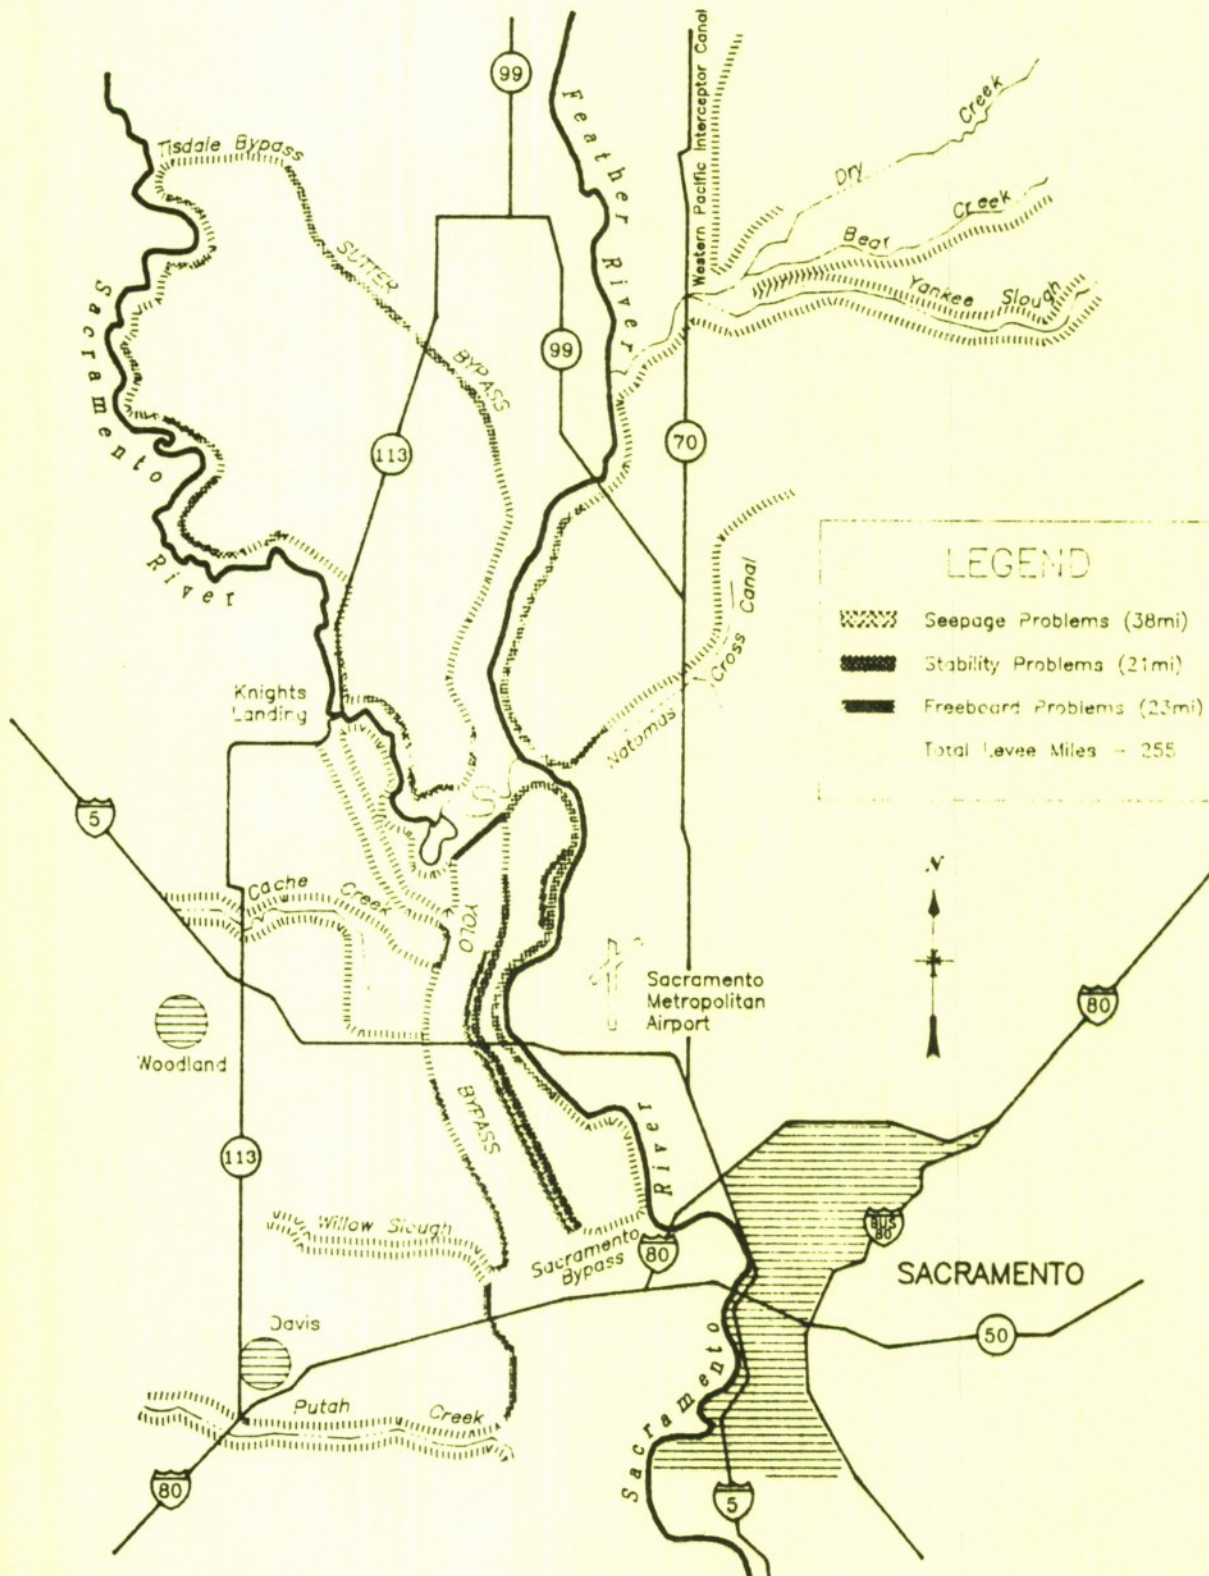 99
Feather River
Western Pacific Interceptor Canal
Dry Creek
Tisdale Bypass
Bear Creek
Yankee Slough
SUTTER BYPASS
Sacramento River
99
113
70
LEGEND
Seepage Problems (38mi)
Stability Problems (21mi)
Freeboard Problems (23mi)
Total Levee Miles - 255
Natomas Cross Canal
Knights
Landing
5
N
Cache Creek
YOLO BYPASS
Sacramento
Metropolitan
Airport
80
Woodland
113
River
Willow Slough
Sacramento
Bypass
80
BUS
80
SACRAMENTO
Davis
50
Sacramento
Putah Creek
80
5